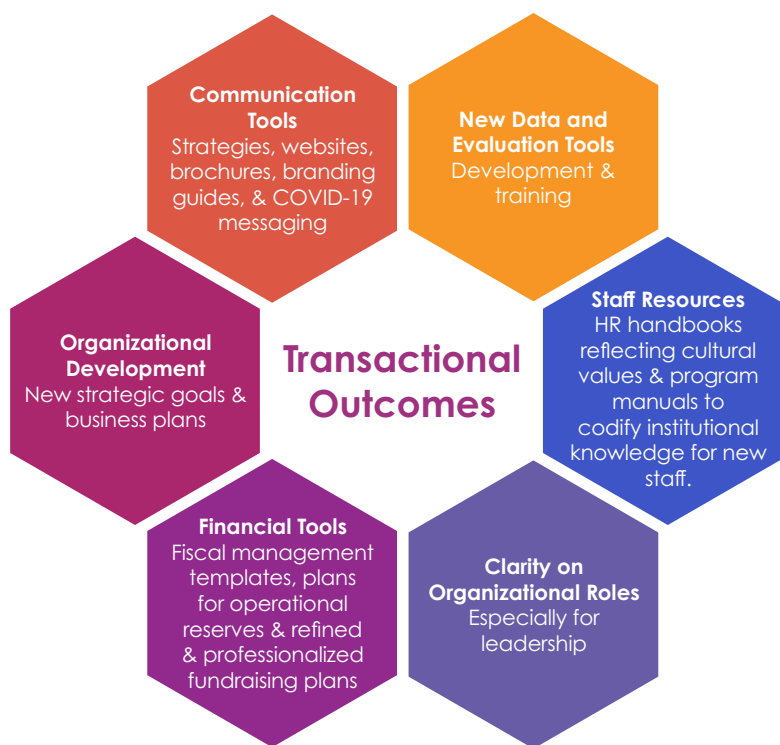 Communication
Tools
Strategies, websites,
brochures, branding
guides, & COVID-19
messaging
New Data and
Evaluation Tools
Development &
training
Organizational
Development
New strategic goals &
business plans
Transactional
Outcomes
Staff Resources
HR handbooks
reflecting cultural
values & program
manuals to
codify institutional
knowledge for new
staff.
Financial Tools
Fiscal management
templates, plans
for operational
reserves & refined
& professionalized
fundraising plans
Clarity on
Organizational Roles
Especially for
leadership